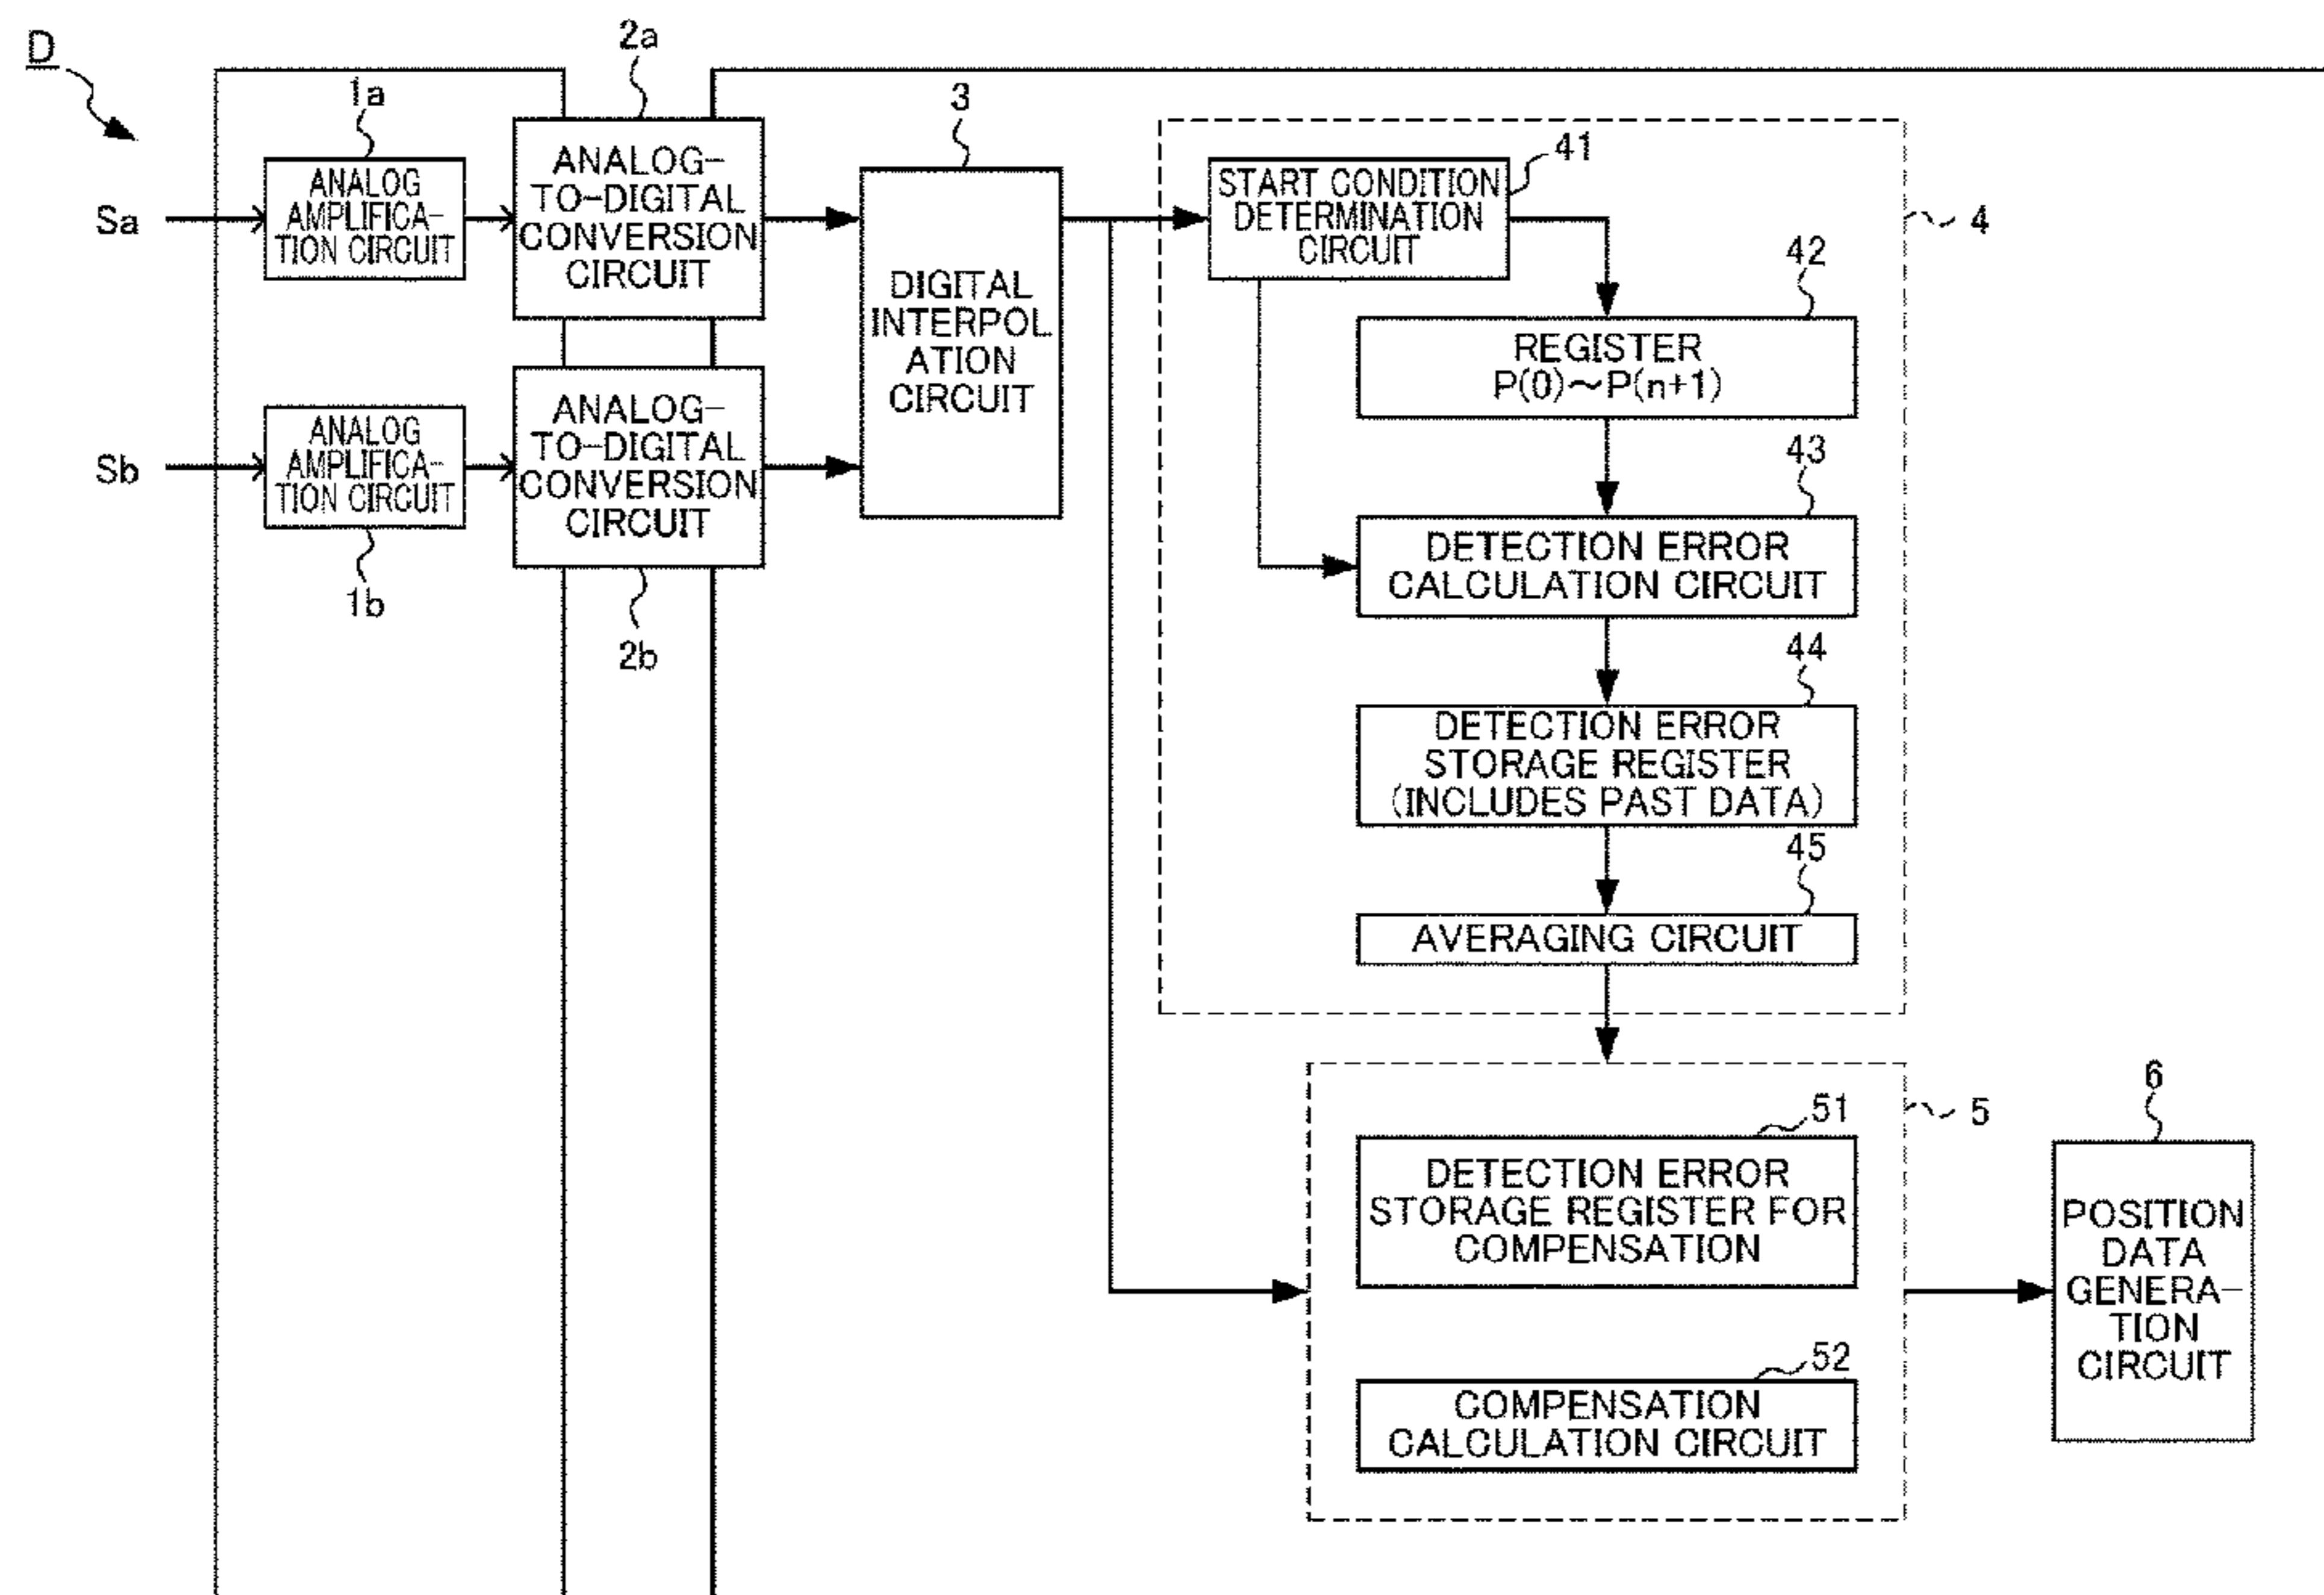 D
2a
1a
3
ANALOG-
TO-DIGITAL
CONVERSION
CIRCUIT
41
START CONDITION
DETERMINATION
CIRCUIT
4
Sa
ANALOG
AMPLIFICA-
TION CIRCUIT
42
DIGITAL
INTERPOL
ATION
CIRCUIT
REGISTER
P(0)~P(n+1)
Sb
ANALOG
AMPLIFICA-
TION CIRCUIT
ANALOG-
TO-DIGITAL
CONVERSION
CIRCUIT
43
DETECTION ERROR
CALCULATION CIRCUIT
1b
2b
44
DETECTION ERROR
STORAGE REGISTER
(INCLUDES PAST DATA)
45
AVERAGING CIRCUIT
51
5
6
DETECTION ERROR
STORAGE REGISTER FOR
COMPENSATION
POSITION
DATA
GENERA-
TION
CIRCUIT
52
COMPENSATION
CALCULATION CIRCUIT